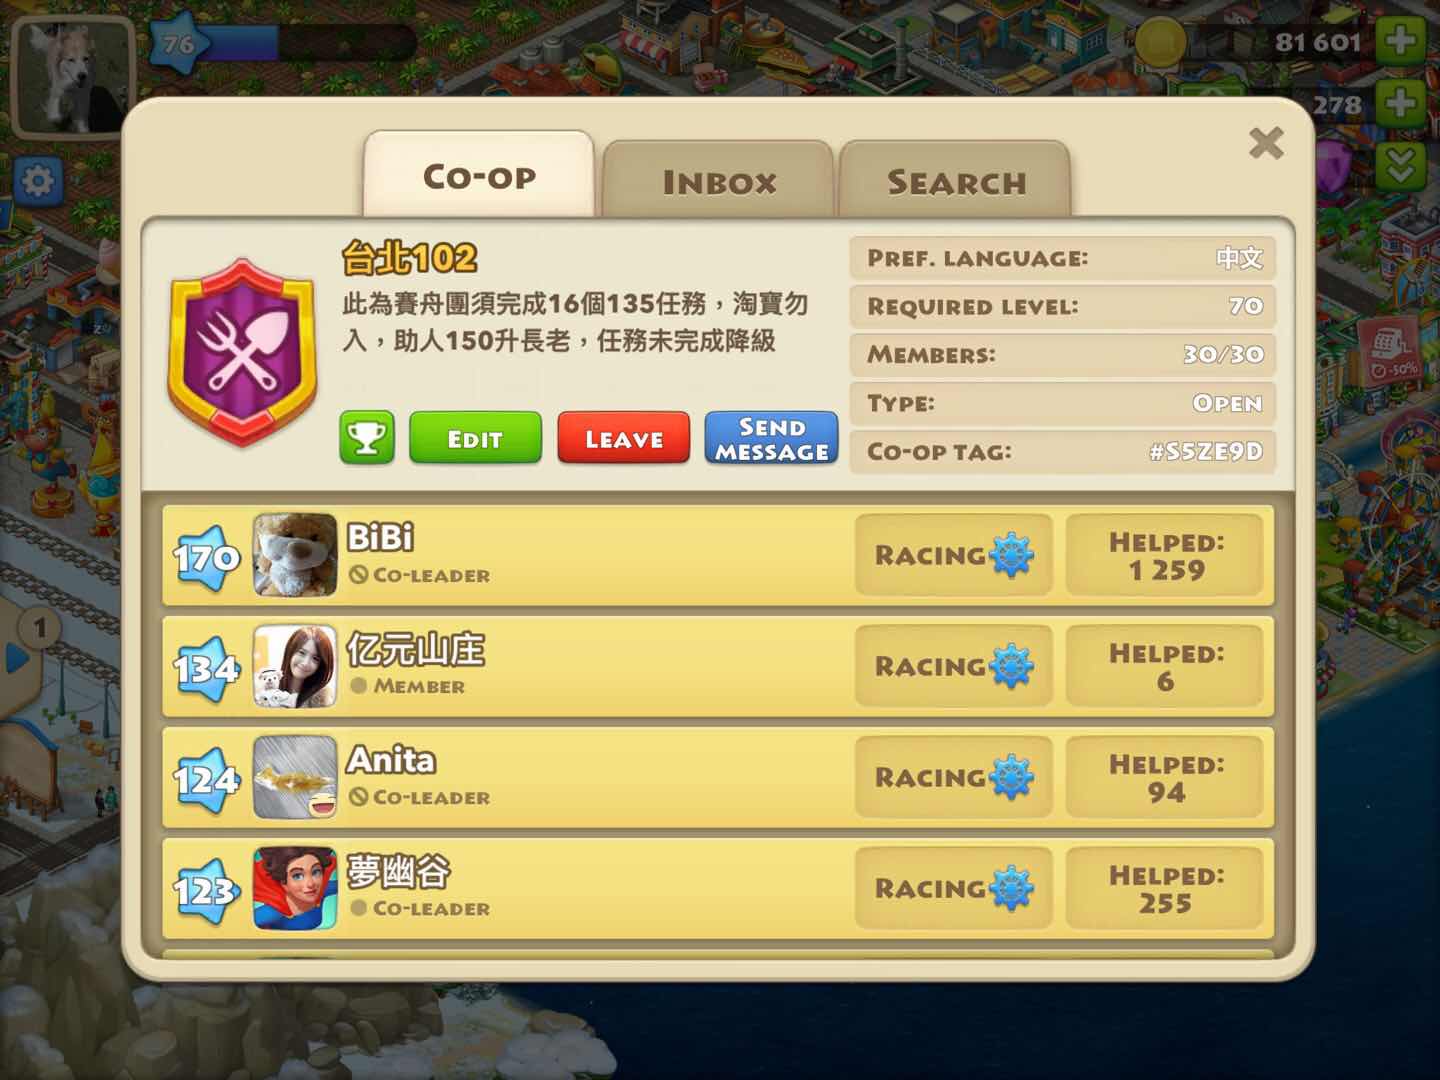 76
81 601
278
CO-OP
INBOX
SEARCH
台北102
此為賽舟團須完成16個135任務，淘寶勿
入，助人150升長老，任務未完成降級
EDIT
LEAVE
SEND
MESSAGE
PREF. LANGUAGE: 中文
REQUIRED LEVEL: 70
MEMBERS: 30/30
TYPE: OPEN
CO-OP TAG: #S5ZE9D
-50%
1
170 BiBi
CO-LEADER
RACING
HELPED:
1 259
134 亿元山庄
MEMBER
RACING
HELPED:
6
124 Anita
CO-LEADER
RACING
HELPED:
94
123 夢幽谷
CO-LEADER
RACING
HELPED:
255